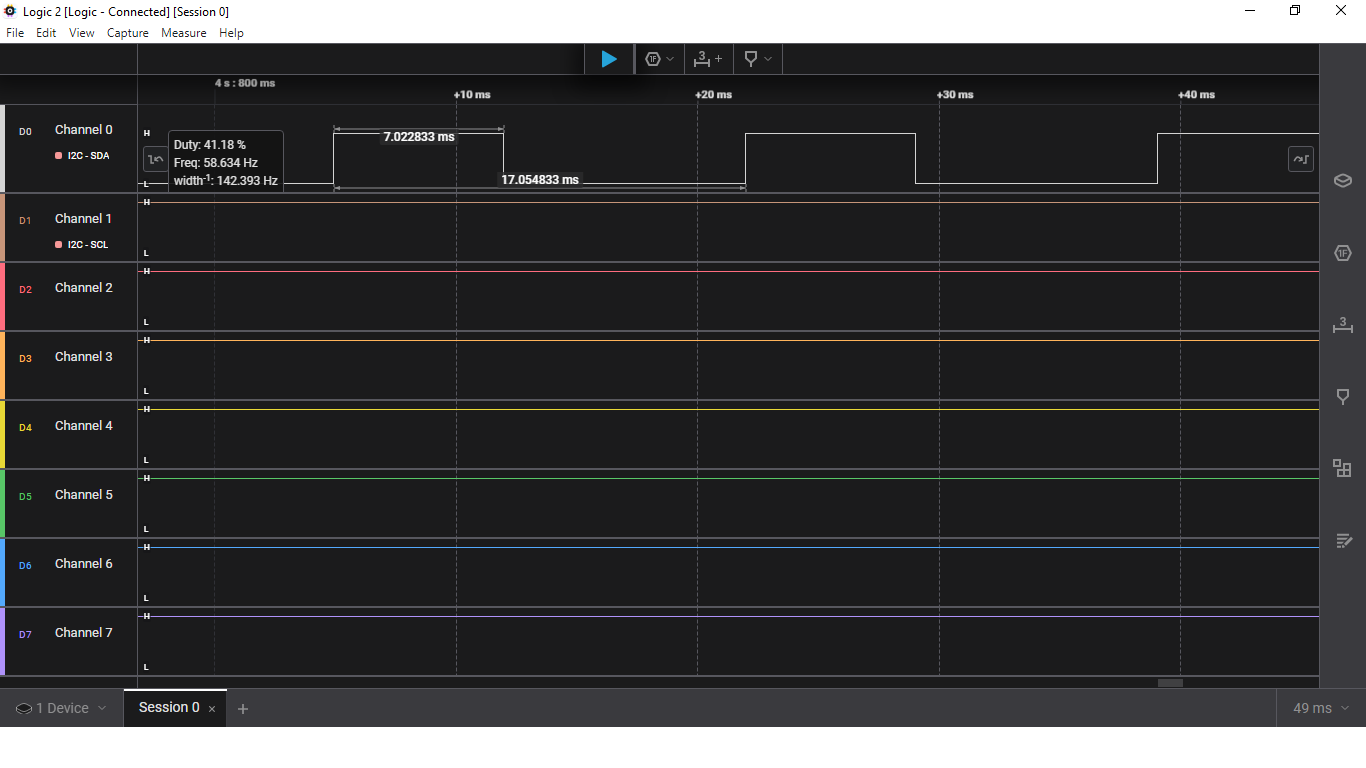 Logic 2 [Logic - Connected] [Session 0]
File Edit View Capture Measure Help
1F 3 +
4 s : 800 ms
+10 ms +20 ms +30 ms +40 ms
D0 Channel 0
I2C - SDA
H
L
Duty: 41.18 %
Freq: 58.634 Hz
width-1: 142.393 Hz
7.022833 ms
17.054833 ms
D1 Channel 1
I2C - SCL
H
L
D2 Channel 2
H
L
D3 Channel 3
H
L
D4 Channel 4
H
L
D5 Channel 5
H
L
D6 Channel 6
H
L
D7 Channel 7
H
L
1F
3
1 Device Session 0 × + 49 ms